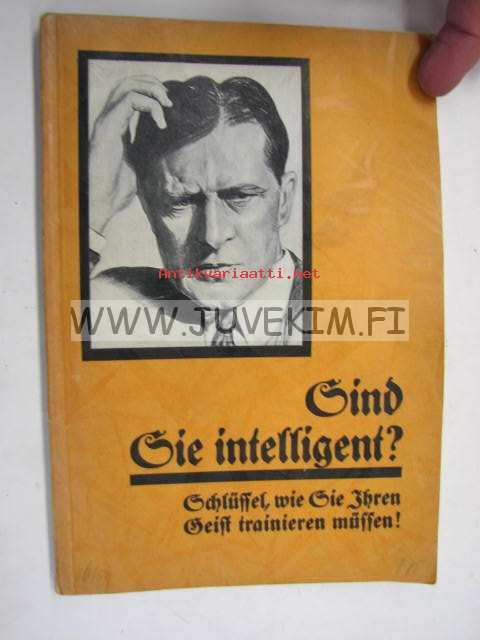 Antikvariaatti.net
WWW.JUVEKIM.FI
Sind
Sie intelligent?
Schlüssel, wie Sie Ihren
Geist trainieren müssen!